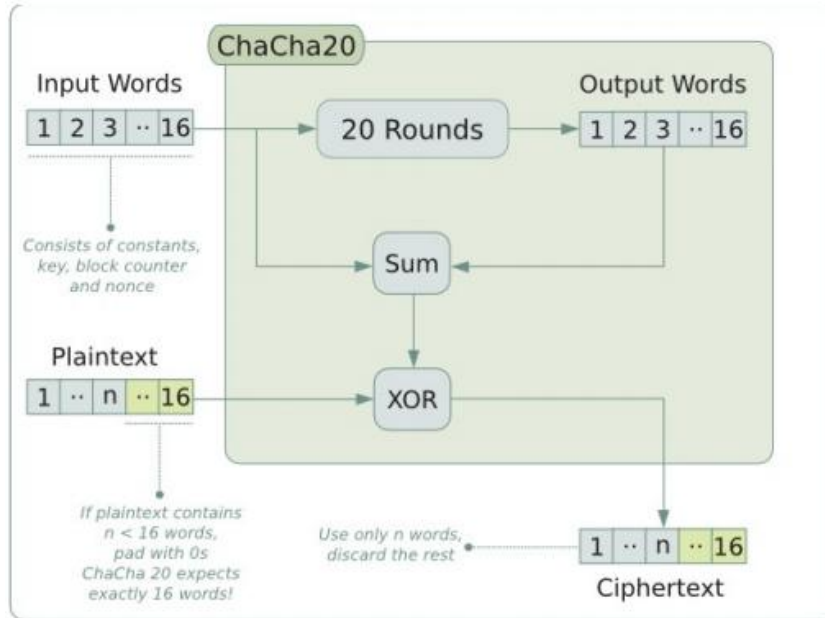 ChaCha20
Input Words
1 2 3 ·· 16
20 Rounds
Output Words
1 2 3 ·· 16
Consists of constants,
key, block counter
and nonce
Sum
Plaintext
1 ·· n ·· 16
XOR
If plaintext contains
n < 16 words,
pad with 0s
ChaCha 20 expects
exactly 16 words!
Use only n words,
discard the rest
1 ·· n ·· 16
Ciphertext